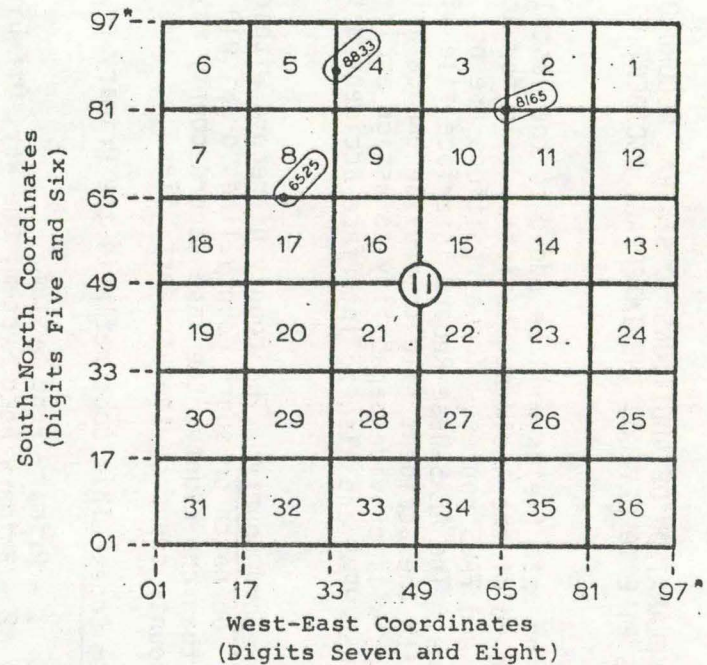 97*
6 5 8833 4 3 2 1
81
8165
7 8 9 10 11 12
6525
65
18 17 16 15 14 13
49
11
19 20 21 22 23 24
33
30 29 28 27 26 25
17
31 32 33 34 35 36
01
01 17 33 49 65 81 97*
South-North Coordinates
(Digits Five and Six)
West-East Coordinates
(Digits Seven and Eight)